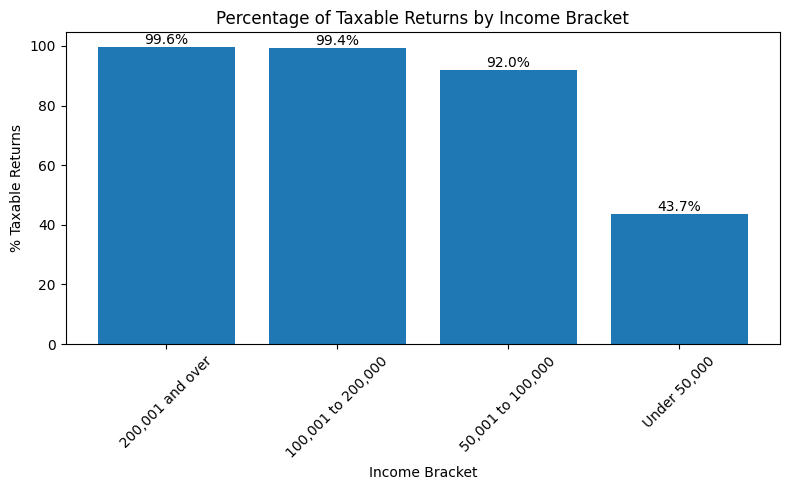 Percentage of Taxable Returns by Income Bracket
99.6%
99.4%
92.0%
43.7%
100
80
60
40
20
0
% Taxable Returns
200,001 and over
100,001 to 200,000
50,001 to 100,000
Under 50,000
Income Bracket